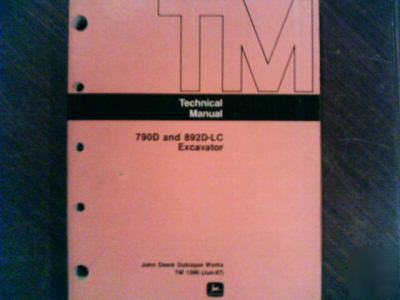 TM
Technical
Manual
790D and 892D-LC
Excavator
John Deere Dubuque Works
TM 1396 (Jun-87)